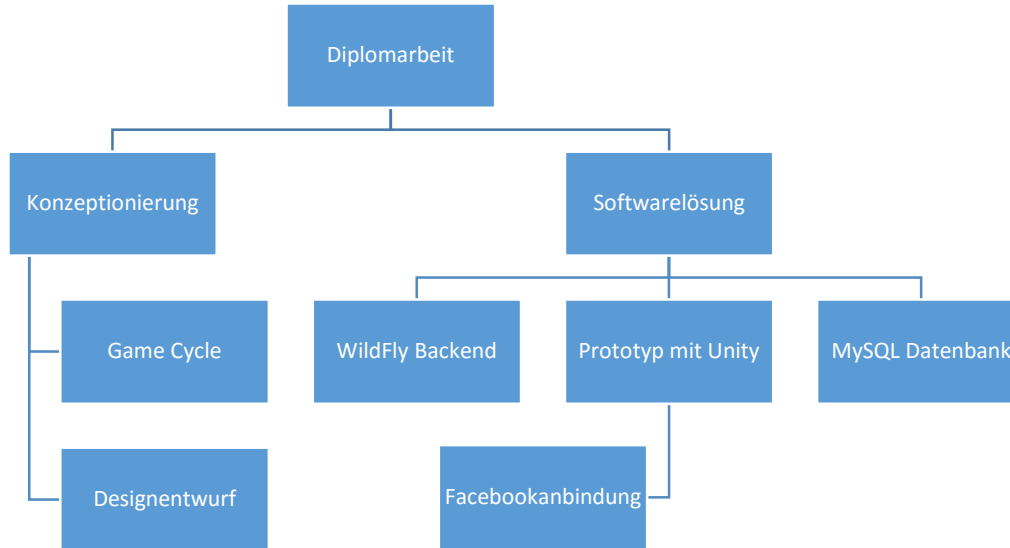 Diplomarbeit
Konzeptionierung
Softwarelösung
Game Cycle
WildFly Backend
Prototyp mit Unity
MySQL Datenbank
Designentwurf
Facebookanbindung